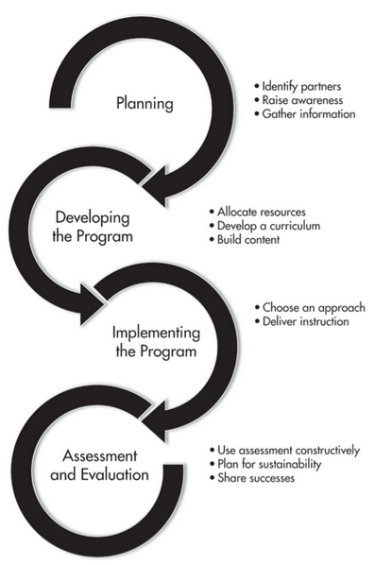 Planning
• Identify partners
• Raise awareness
• Gather information
Developing
the Program
• Allocate resources
• Develop a curriculum
• Build content
Implementing
the Program
• Choose an approach
• Deliver instruction
Assessment
and Evaluation
• Use assessment constructively
• Plan for sustainability
• Share successes